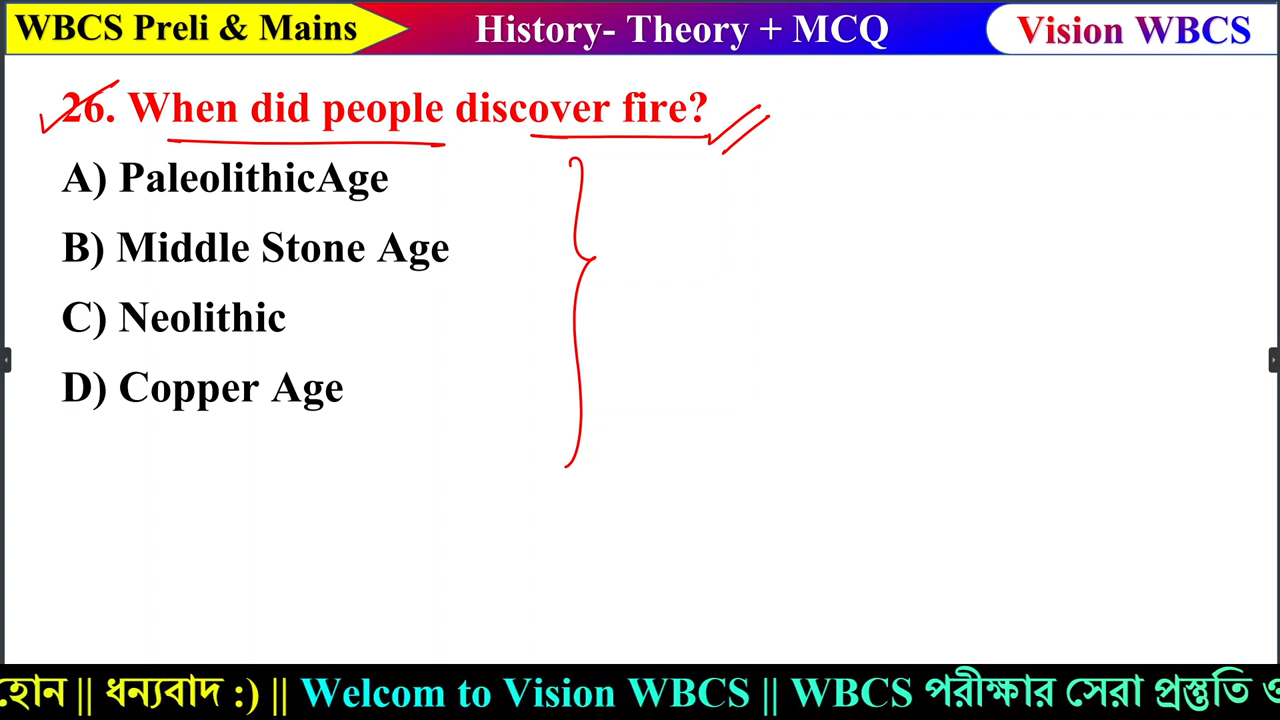 WBCS Preli & Mains
History- Theory + MCQ
Vision WBCS
26. When did people discover fire?
A) PaleolithicAge
B) Middle Stone Age
C) Neolithic
D) Copper Age
হোন || ধন্যবাদ :) || Welcom to Vision WBCS || WBCS পরীক্ষার সেরা প্রস্তুতি